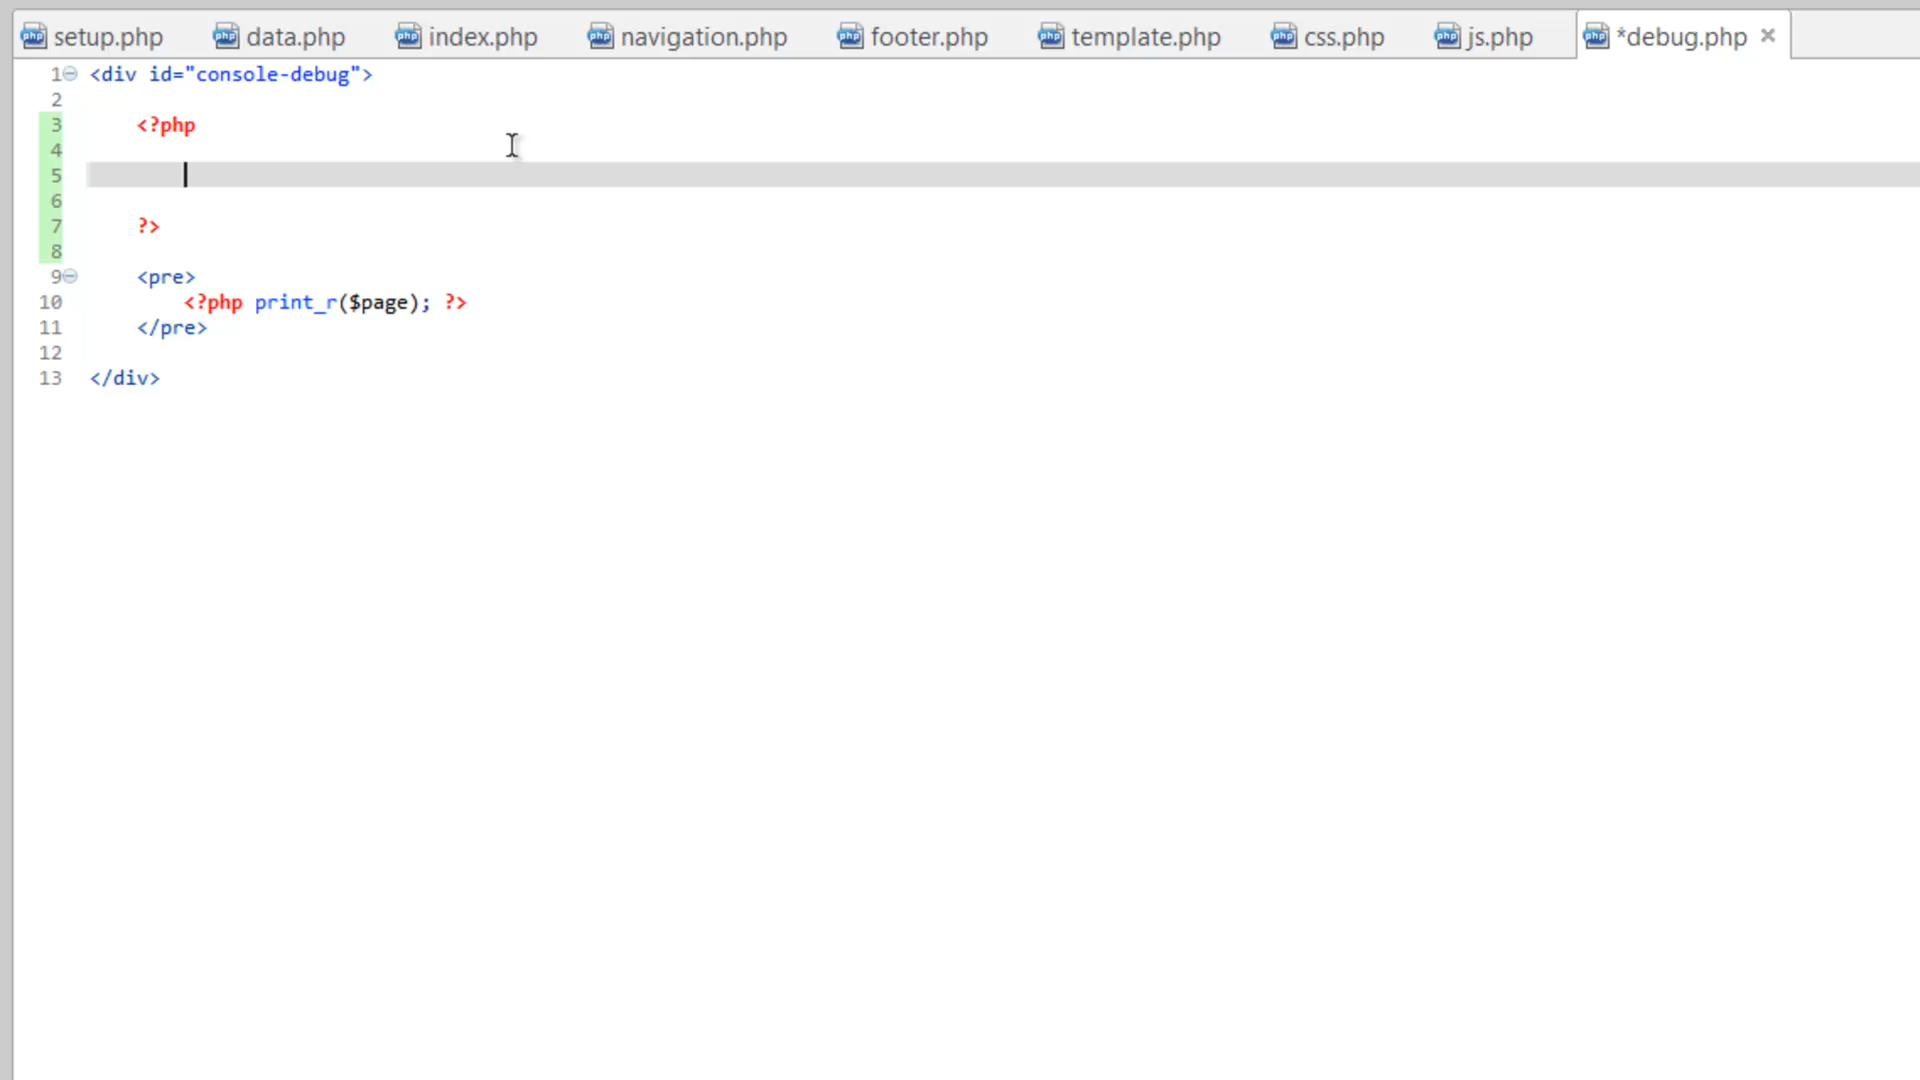 setup.php data.php index.php navigation.php footer.php template.php css.php js.php *debug.php
1 <div id="console-debug">
2
3 <?php
4
5
6
7 ?>
8
9 <pre>
10 <?php print_r($page); ?>
11 </pre>
12
13 </div>